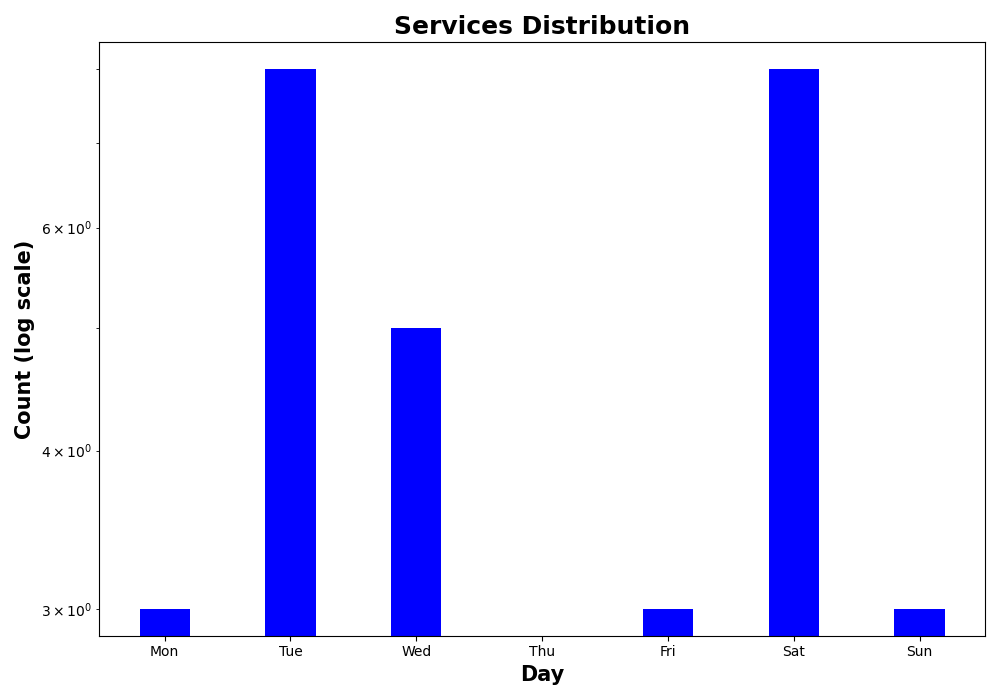 Services Distribution
Count (log scale)
6 × 10⁰
4 × 10⁰
3 × 10⁰
Mon Tue Wed Thu Fri Sat Sun
Day